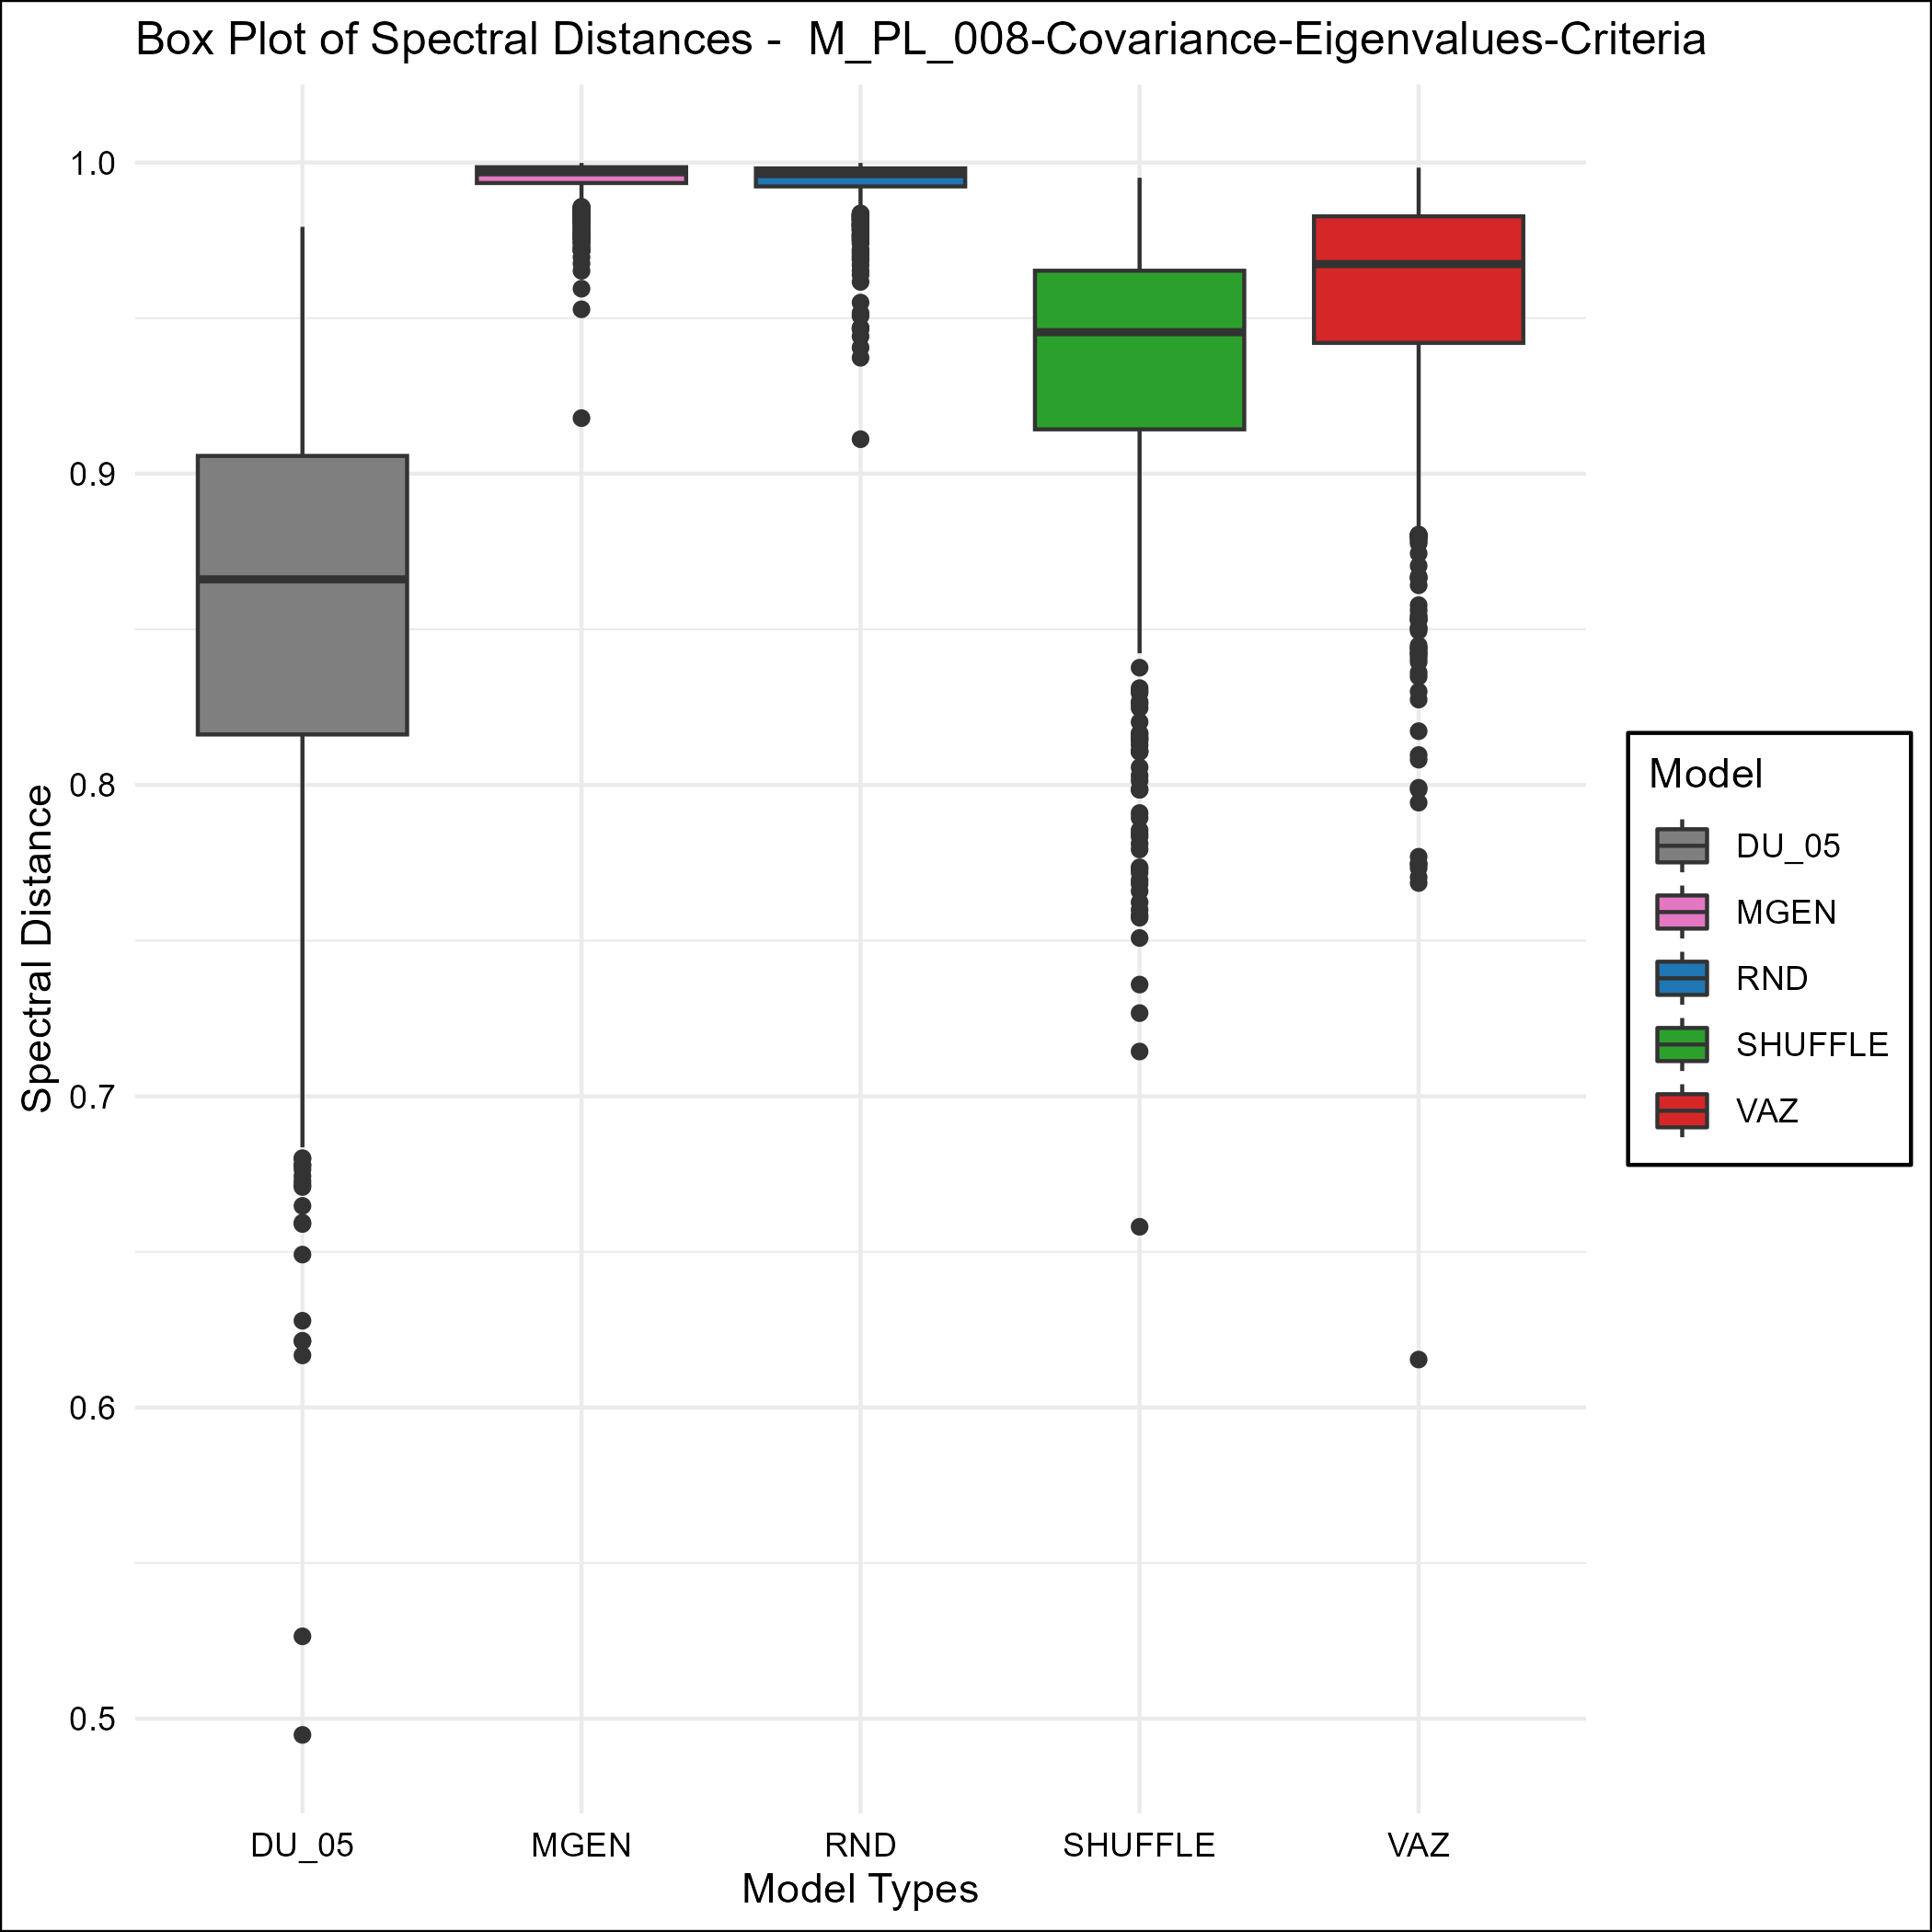 Box Plot of Spectral Distances -  M_PL_008-Covariance-Eigenvalues-Criteria
Spectral Distance
1.0
0.9
0.8
0.7
0.6
0.5
DU_05
MGEN
RND
SHUFFLE
VAZ
Model Types
Model
DU_05
MGEN
RND
SHUFFLE
VAZ